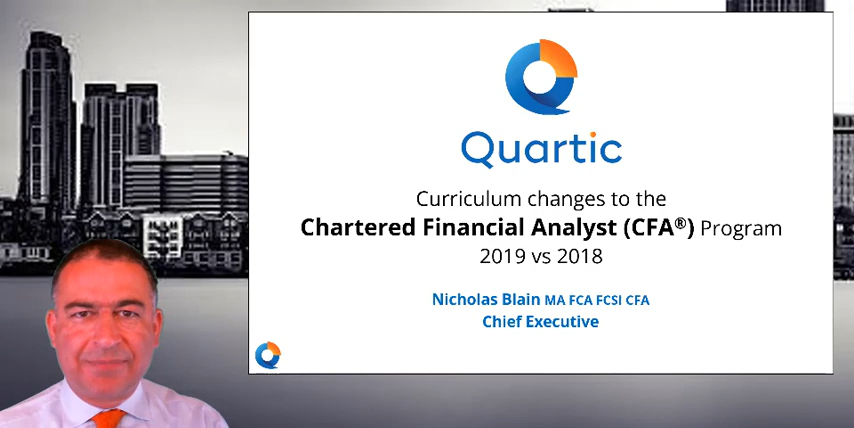 Quartic
Curriculum changes to the
Chartered Financial Analyst (CFA®) Program
2019 vs 2018
Nicholas Blain MA FCA FCSI CFA
Chief Executive